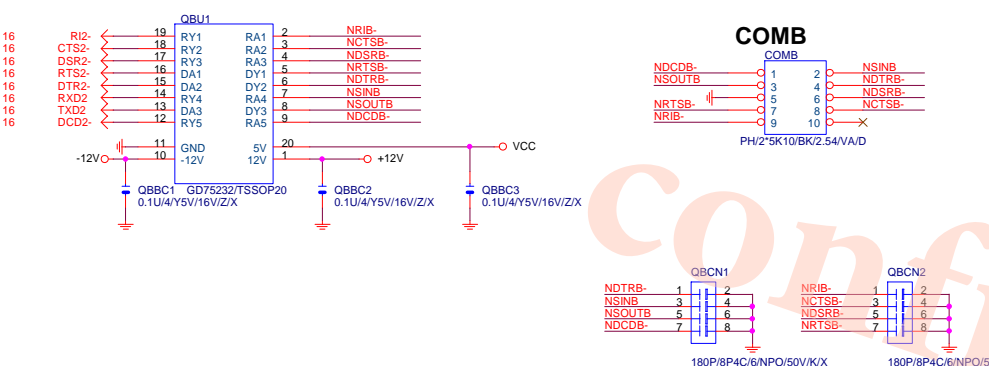 QBU1
16 RI2- 19 RY1 RA1 2 NRIB-
16 CTS2- 18 RY2 RA2 3 NCTSB-
16 DSR2- 17 RY3 RA3 4 NDSRB-
16 RTS2- 16 DA1 DY1 5 NRTSB-
16 DTR2- 15 DA2 DY2 6 NDTRB-
16 RXD2 14 RY4 RA4 7 NSINB
16 TXD2 13 DA3 DY3 8 NSOUTB
16 DCD2- 12 RY5 RA5 9 NDCDB-
11 GND 5V 20 VCC
-12V 10 -12V 12V 1 +12V
GD75232/TSSOP20
QBBC1
0.1U/4/Y5V/16V/Z/X
QBBC2
0.1U/4/Y5V/16V/Z/X
QBBC3
0.1U/4/Y5V/16V/Z/X
COMB
COMB
NDCDB- 1 2 NSINB
NSOUTB 3 4 NDTRB-
5 6 NDSRB-
NRTSB- 7 8 NCTSB-
NRIB- 9 10
PH/2*5K10/BK/2.54/VA/D
QBCN1
NDTRB- 1 2
NSINB 3 4
NSOUTB 5 6
NDCDB- 7 8
180P/8P4C/6/NPO/50V/K/X
QBCN2
NRIB- 1 2
NCTSB- 3 4
NDSRB- 5 6
NRTSB- 7 8
180P/8P4C/6/NPO/5
confi